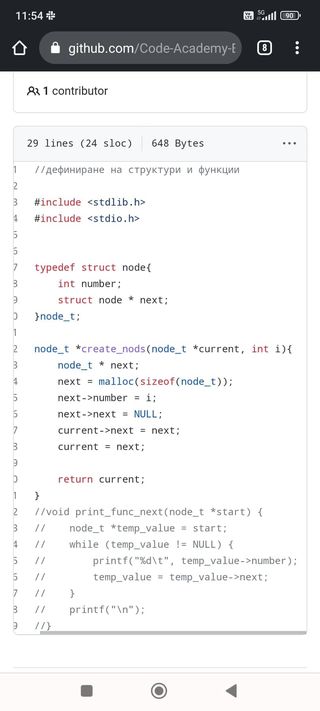 11:54
5G
90
github.com/Code-Academy-E
8
1 contributor
29 lines (24 sloc) 648 Bytes
1 //дефиниране на структури и функции
2
3 #include <stdlib.h>
4 #include <stdio.h>
5
6
7 typedef struct node{
8 int number;
9 struct node * next;
0 }node_t;
1
2 node_t *create_nods(node_t *current, int i){
3 node_t * next;
4 next = malloc(sizeof(node_t));
5 next->number = i;
6 next->next = NULL;
7 current->next = next;
8 current = next;
9
0 return current;
1 }
2 //void print_func_next(node_t *start) {
3 // node_t *temp_value = start;
4 // while (temp_value != NULL) {
5 // printf("%d\t", temp_value->number);
6 // temp_value = temp_value->next;
7 // }
8 // printf("\n");
9 //}